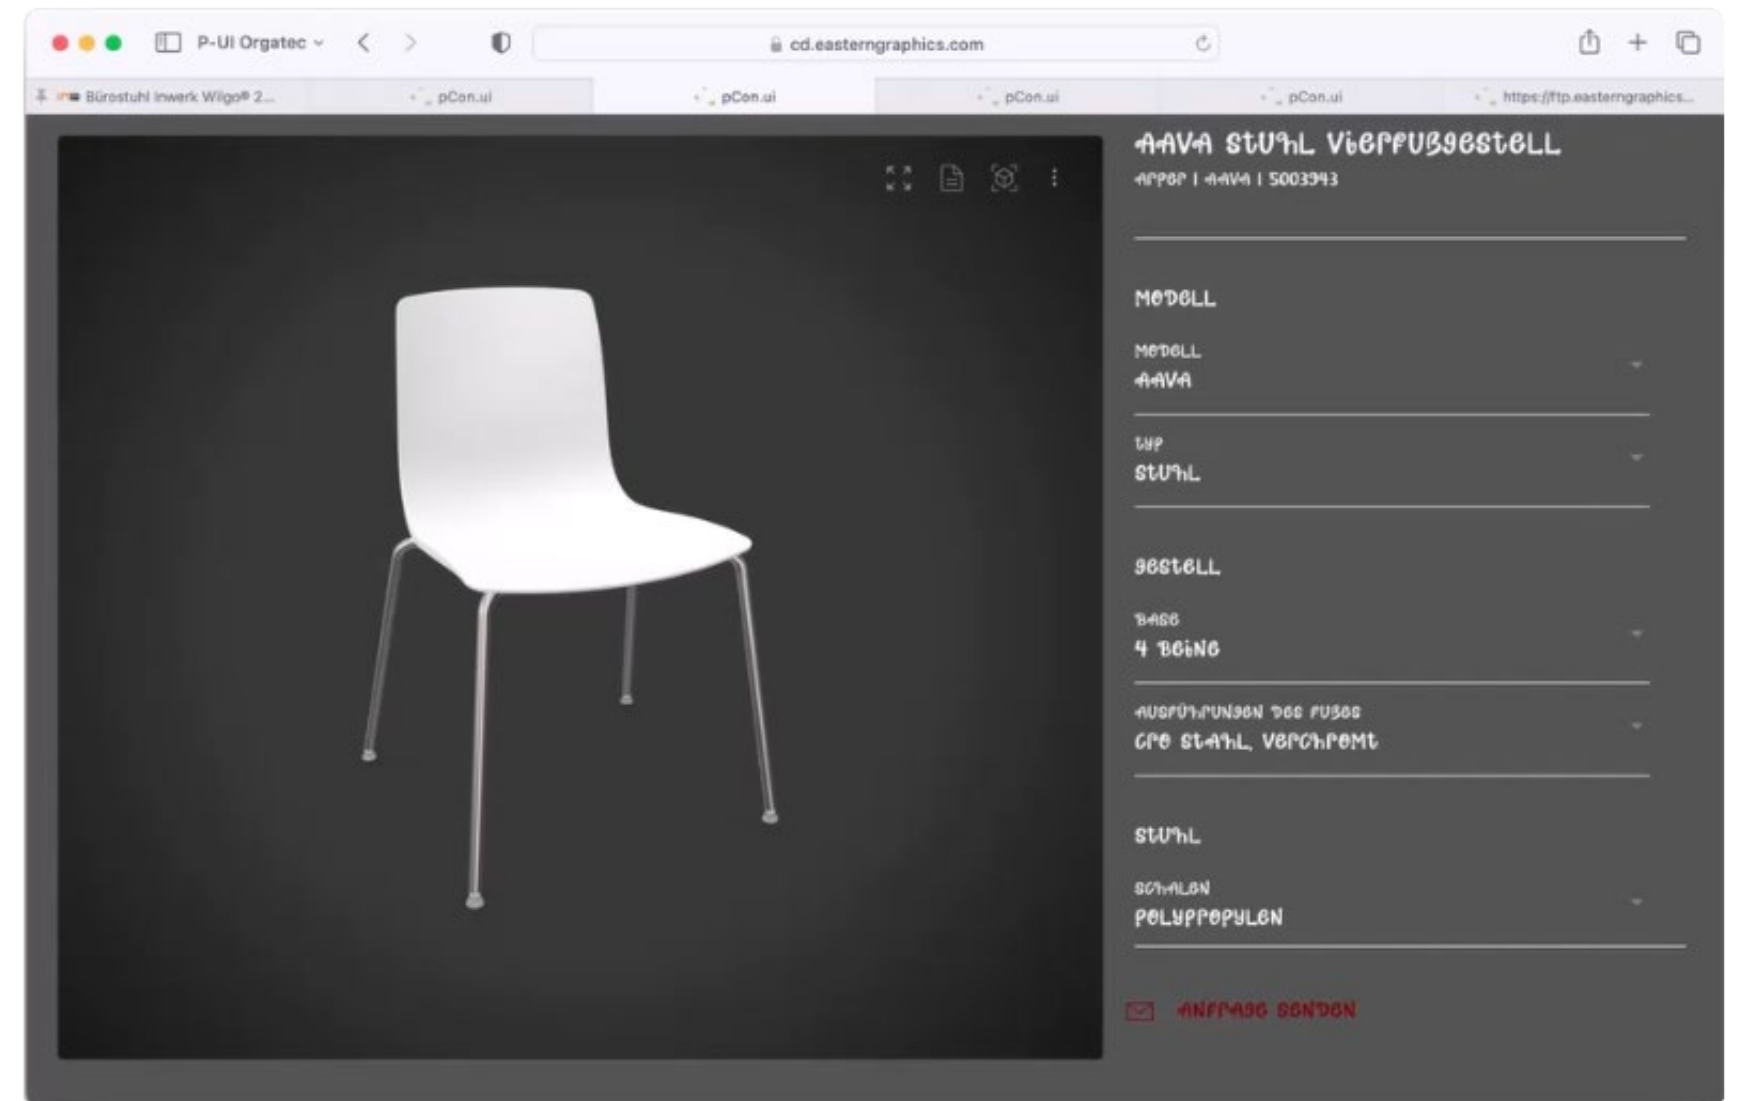 P-UI Orgatec
cd.easterngraphics.com
Bürostuhl Inwerk Wilgo® 2...
pCon.ui
pCon.ui
pCon.ui
pCon.ui
https://ftp.easterngraphics...
AAVA STUHL VIERFUßGESTELL
ARPER | AAVA | 5003943
MODELL
MODELL
AAVA
TYP
STUHL
GESTELL
BASE
4 BEINE
AUSFÜHRUNGEN DES FUßES
CRO STAHL, VERCHROMT
STUHL
SCHALEN
POLYPROPYLEN
ANFRAGE SENDEN